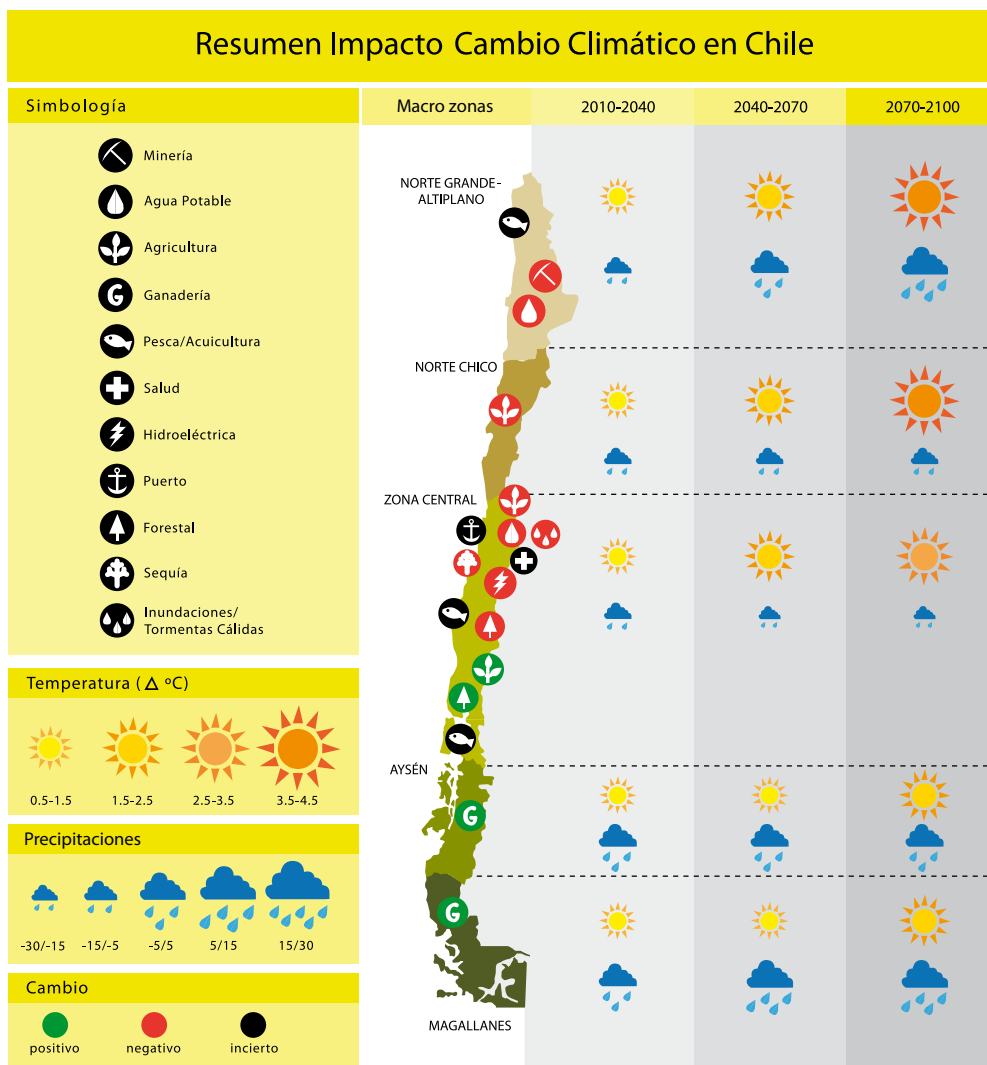 Resumen Impacto Cambio Climático en Chile
Simbología
Minería
Agua Potable
Agricultura
G
Ganadería
Pesca/Acuicultura
Salud
Hidroeléctrica
Puerto
Forestal
Sequía
Inundaciones/
Tormentas Cálidas
Temperatura ( Δ ºC)
0.5-1.5 1.5-2.5 2.5-3.5 3.5-4.5
Precipitaciones
-30/-15 -15/-5 -5/5 5/15 15/30
Cambio
positivo negativo incierto
Macro zonas 2010-2040 2040-2070 2070-2100
NORTE GRANDE-
ALTIPLANO
NORTE CHICO
ZONA CENTRAL
AYSÉN
G
G
MAGALLANES